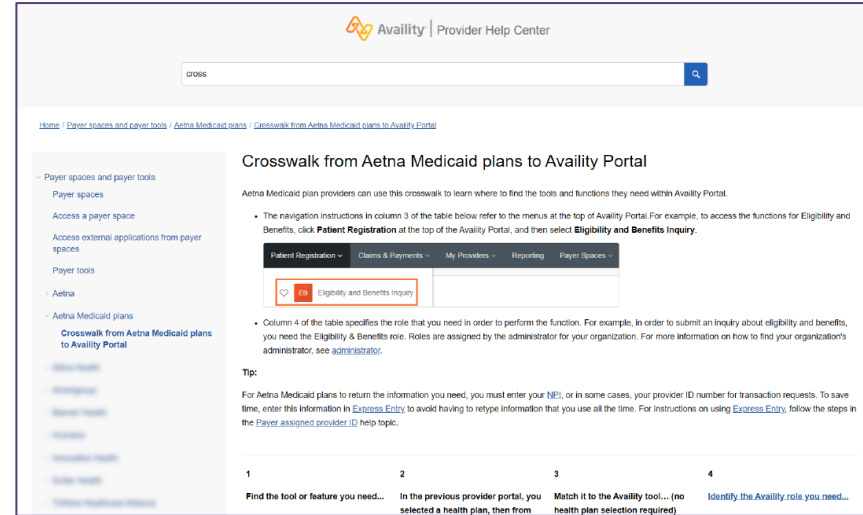 Availity | Provider Help Center
cross
Home / Payer spaces and payer tools / Aetna Medicaid plans / Crosswalk from Aetna Medicaid plans to Availity Portal
Payer spaces and payer tools
Payer spaces
Access a payer space
Access external applications from payer
spaces
Payer tools
Aetna
Aetna Medicaid plans
Crosswalk from Aetna Medicaid plans
to Availity Portal
Crosswalk from Aetna Medicaid plans to Availity Portal
Aetna Medicaid plan providers can use this crosswalk to learn where to find the tools and functions they need within Availity Portal.
• The navigation instructions in column 3 of the table below refer to the menus at the top of Availity Portal.For example, to access the functions for Eligibility and
Benefits, click Patient Registration at the top of the Availity Portal, and then select Eligibility and Benefits Inquiry.
Patient Registration Claims & Payments My Providers Reporting Payer Spaces
EB Eligibility and Benefits Inquiry
• Column 4 of the table specifies the role that you need in order to perform the function. For example, in order to submit an inquiry about eligibility and benefits,
you need the Eligibility & Benefits role. Roles are assigned by the administrator for your organization. For more information on how to find your organization's
administrator, see administrator.
Tip:
For Aetna Medicaid plans to return the information you need, you must enter your NPI, or in some cases, your provider ID number for transaction requests. To save
time, enter this information in Express Entry to avoid having to retype information that you use all the time. For instructions on using Express Entry, follow the steps in
the Payer assigned provider ID help topic.
1 2 3 4
Find the tool or feature you need... In the previous provider portal, you Match it to the Availity tool... (no Identify the Availity role you need...
selected a health plan, then from health plan selection required)